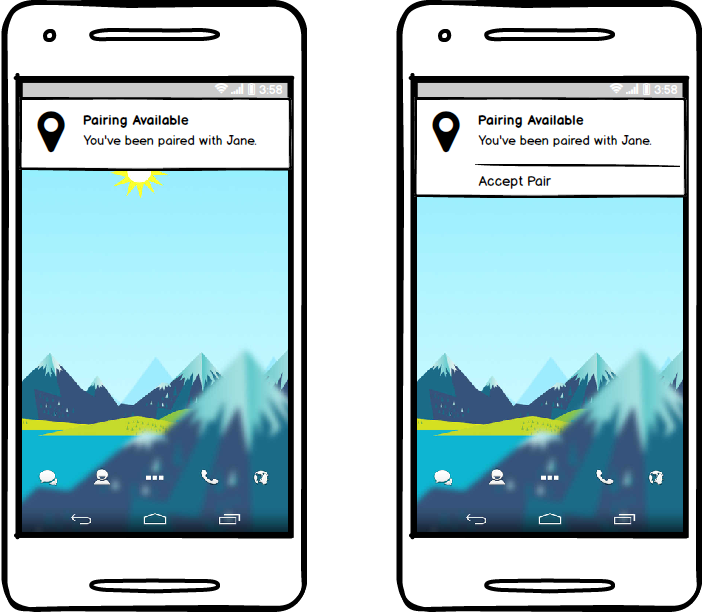 3:58
Pairing Available
You've been paired with Jane.
3:58
Pairing Available
You've been paired with Jane.
Accept Pair